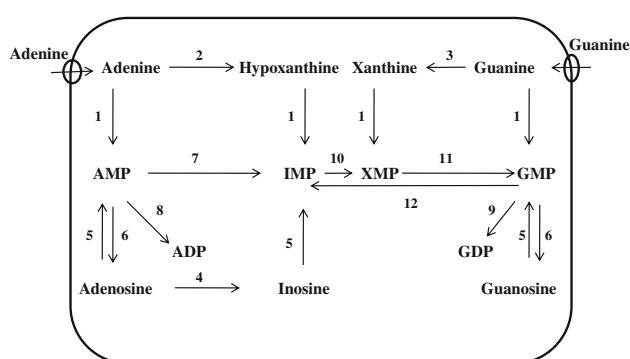 Adenine
Guanine
Adenine 2 Hypoxanthine Xanthine 3 Guanine
1 1 1 1
AMP 7 IMP 10 XMP 11 GMP
12
5 6 8 5 9 5 6
ADP GDP
Adenosine 4 Inosine Guanosine